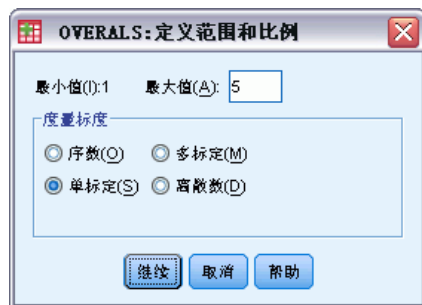 OVERALS:定义范围和比例
最小值(I):1 最大值(A): 5
度量标度
序数(O) 多标定(M)
单标定(S) 离散数(D)
继续 取消 帮助